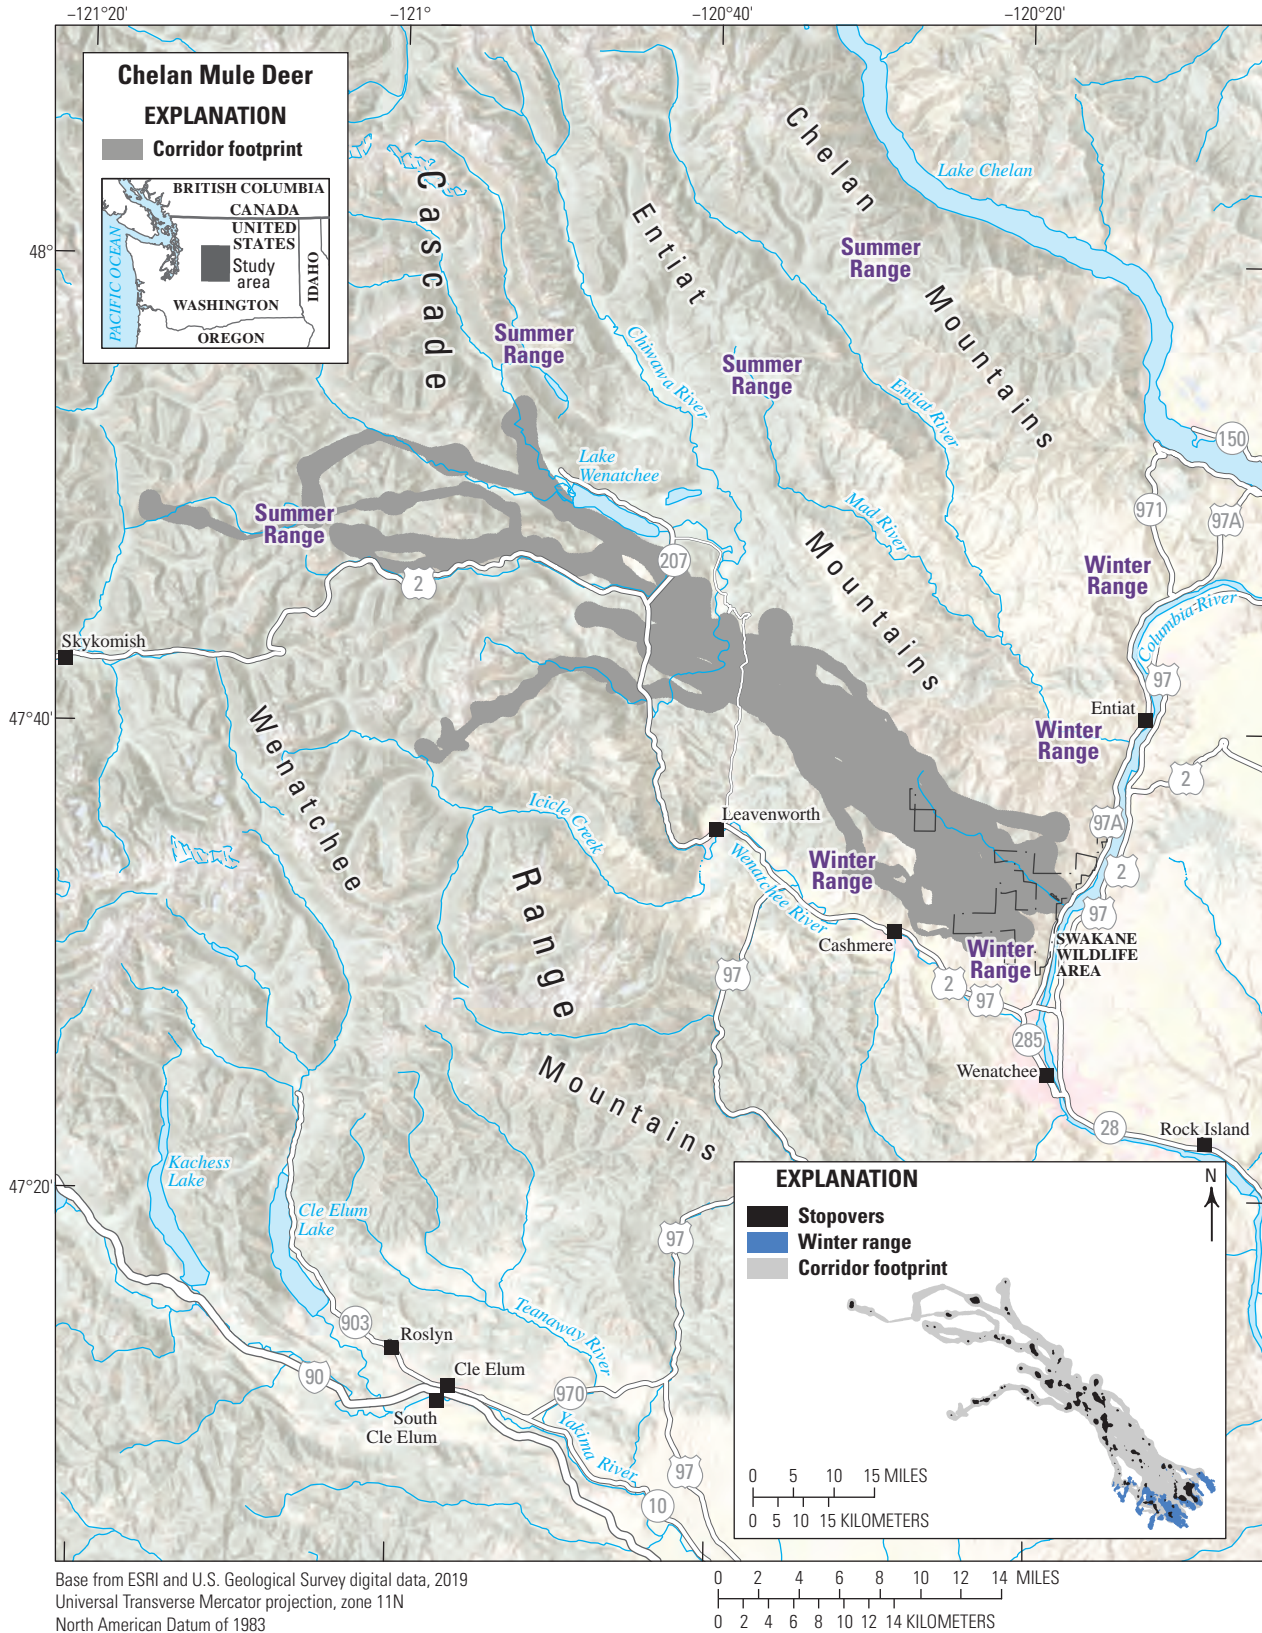 −121°20'
−121°
−120°40'
−120°20'
48°
47°40'
47°20'
Chelan Mule Deer
EXPLANATION
Corridor footprint
BRITISH COLUMBIA
CANADA
UNITED
STATES
Study
area
PACIFIC OCEAN
IDAHO
WASHINGTON
OREGON
Cascade
Entiat
Chelan
Lake Chelan
Summer
Range
Mountains
Summer
Range
Chiwawa River
Summer
Range
Entiat River
150
Lake
Wenatchee
971
97A
Mad River
Summer
Range
Mountains
207
2
Winter
Range
Columbia River
Skykomish
97
Entiat
Wenatchee
Winter
Range
2
Icicle Creek
Leavenworth
97A
Wenatchee River
Winter
Range
2
Range
97
Cashmere
SWAKANE
WILDLIFE
AREA
Winter
Range
97
2
97
285
Mountains
Wenatchee
28
Rock Island
Kachess
Lake
Cle Elum
Lake
97
903
Roslyn
Teanaway River
90
Cle Elum
970
South
Cle Elum
Yakima River
97
10
EXPLANATION
N
Stopovers
Winter range
Corridor footprint
0 5 10 15 MILES
0 5 10 15 KILOMETERS
Base from ESRI and U.S. Geological Survey digital data, 2019
Universal Transverse Mercator projection, zone 11N
North American Datum of 1983
0 2 4 6 8 10 12 14 MILES
0 2 4 6 8 10 12 14 KILOMETERS